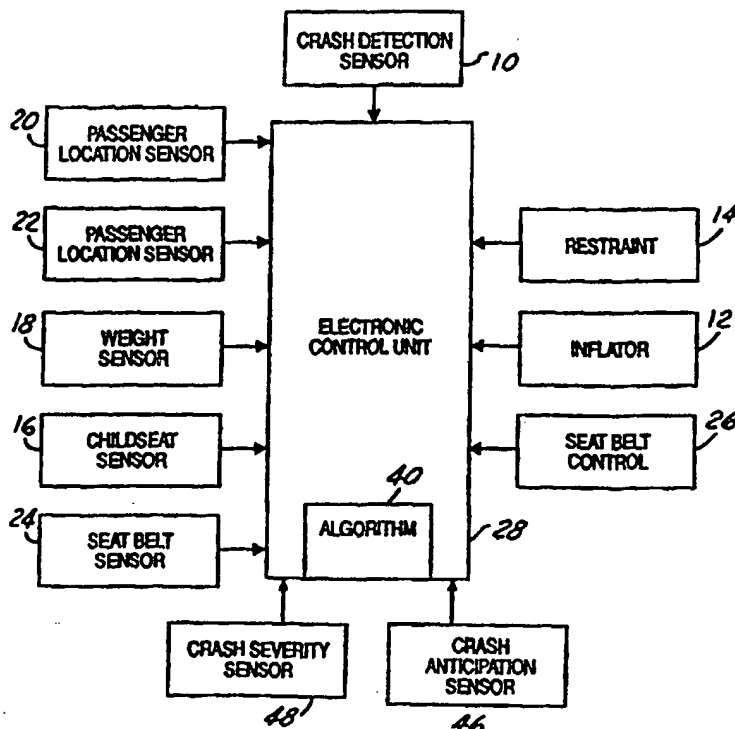 CRASH DETECTION
SENSOR
10
20
PASSENGER
LOCATION SENSOR
22
PASSENGER
LOCATION SENSOR
14
RESTRAINT
18
WEIGHT
SENSOR
ELECTRONIC
CONTROL UNIT
12
INFLATOR
16
CHILDSEAT
SENSOR
26
SEAT BELT
CONTROL
24
SEAT BELT
SENSOR
40
ALGORITHM
28
CRASH SEVERITY
SENSOR
48
CRASH
ANTICIPATION
SENSOR
46